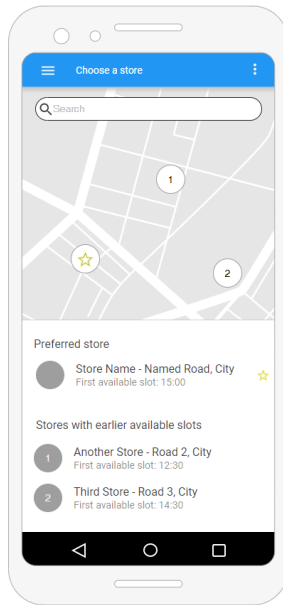 Choose a store
Search
1
2
Preferred store
Store Name - Named Road, City
First available slot: 15:00
Stores with earlier available slots
1
Another Store - Road 2, City
First available slot: 12:30
2
Third Store - Road 3, City
First available slot: 14:30